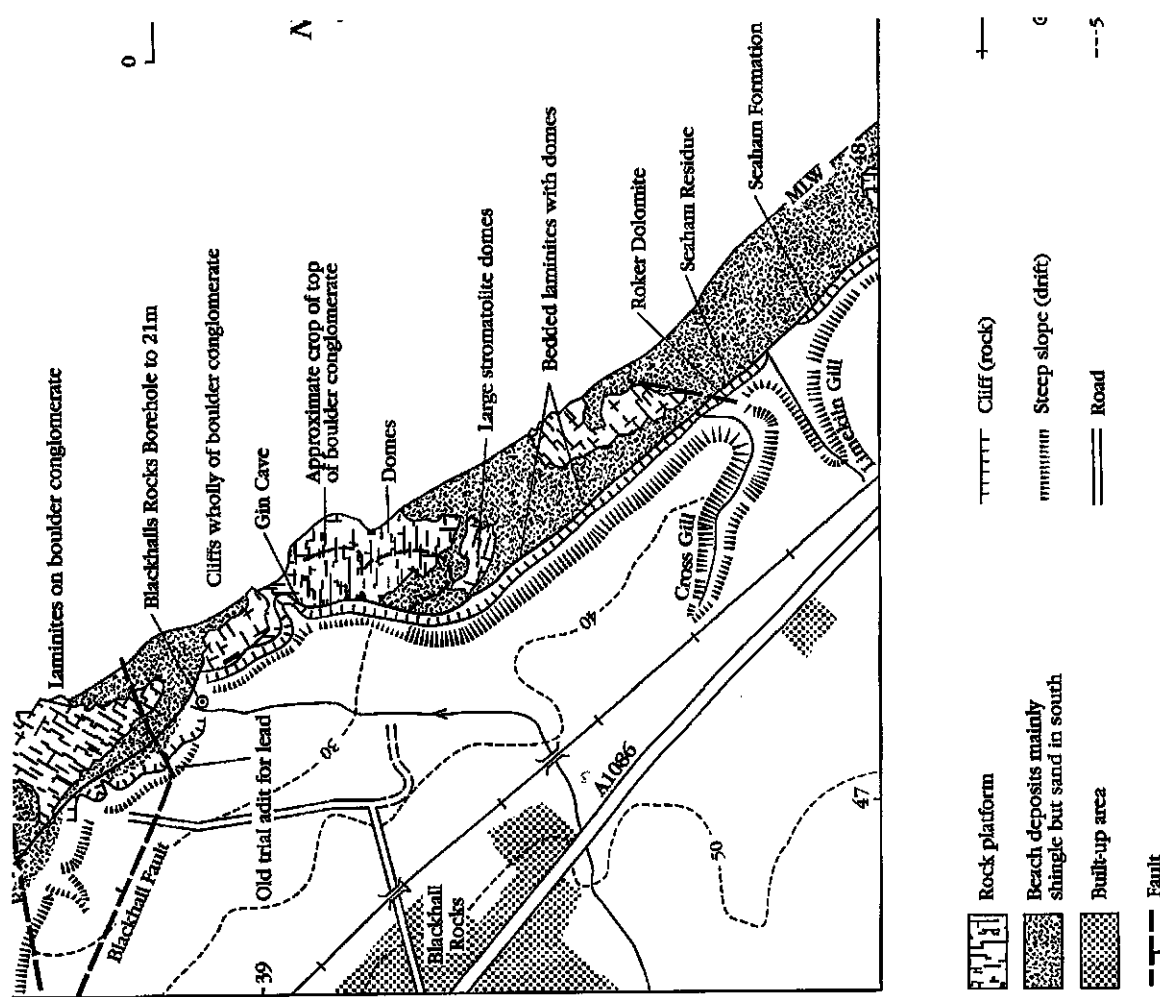 0
N
Laminites on boulder conglomerate
Blackhalls Rocks Borehole to 21m
Cliffs wholly of boulder conglomerate
Gin Cave
Approximate crop of top
of boulder conglomerate
Domes
Large stromatolite domes
Bedded laminites with domes
Roker Dolomite
Seaham Residue
Seaham Formation
MLW
48
Limekiln Gill
Cross Gill
40
30
Old trial adit for lead
Blackhall Fault
39
Blackhall
Rocks
A1086
50
47
Rock platform
Beach deposits mainly
shingle but sand in south
Built-up area
Fault
Cliff (rock)
Steep slope (drift)
Road
5